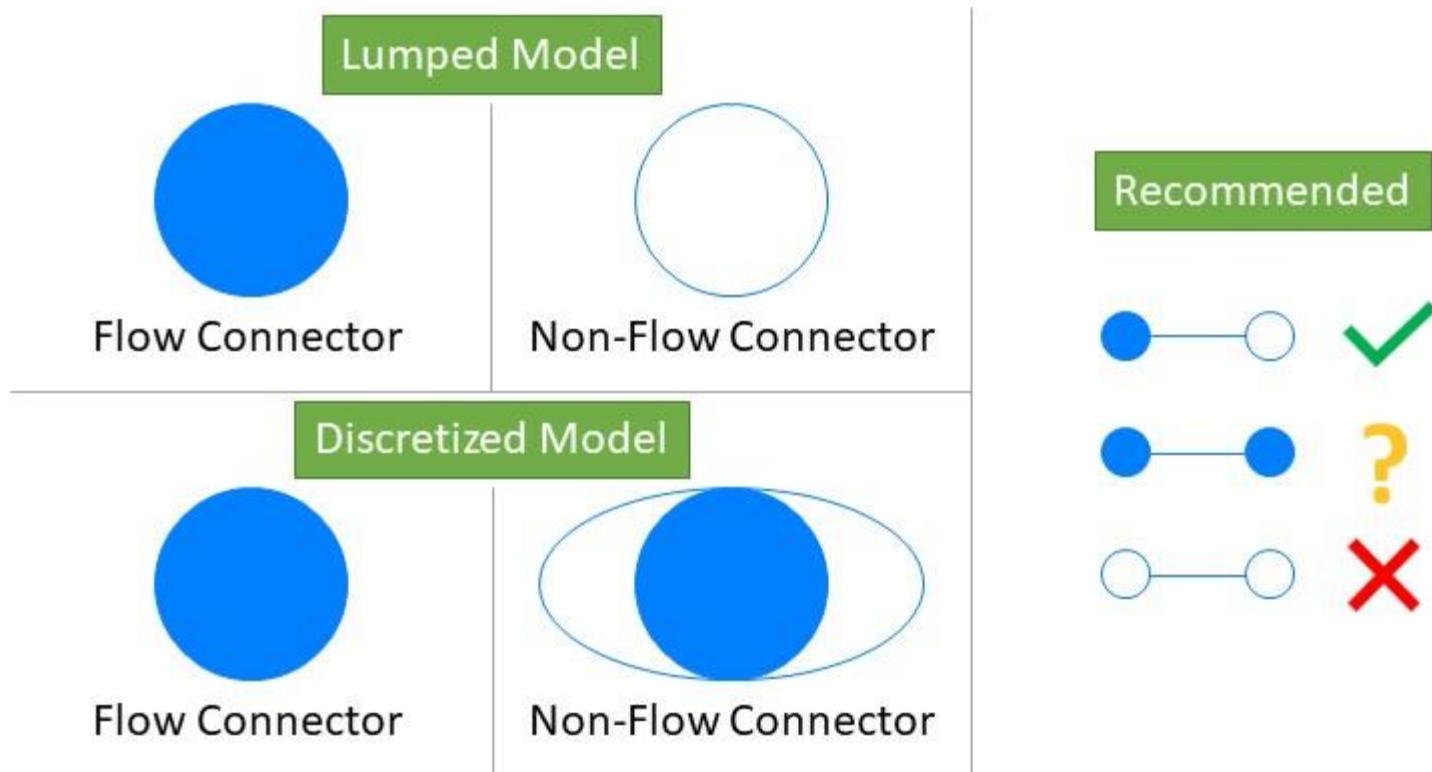 Lumped Model
Flow Connector
Non-Flow Connector
Discretized Model
Flow Connector
Non-Flow Connector
Recommended
?